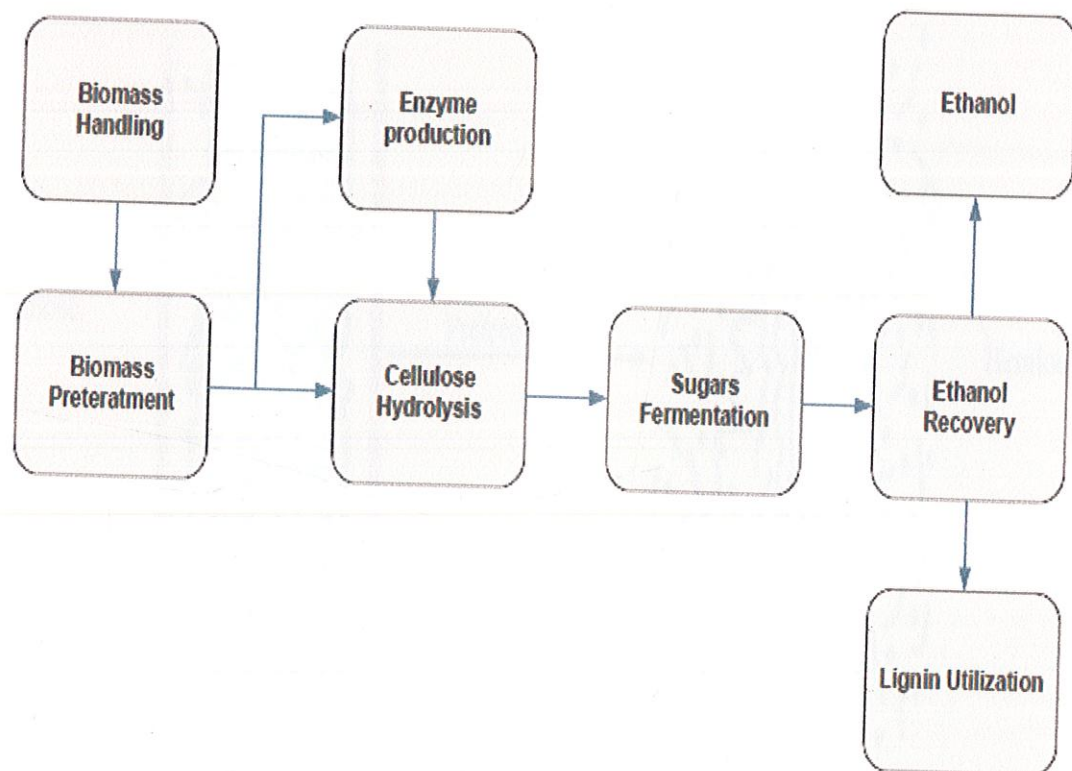 Biomass
Handling
Enzyme
production
Ethanol
Biomass
Preteratment
Cellulose
Hydrolysis
Sugars
Fermentation
Ethanol
Recovery
Lignin Utilization